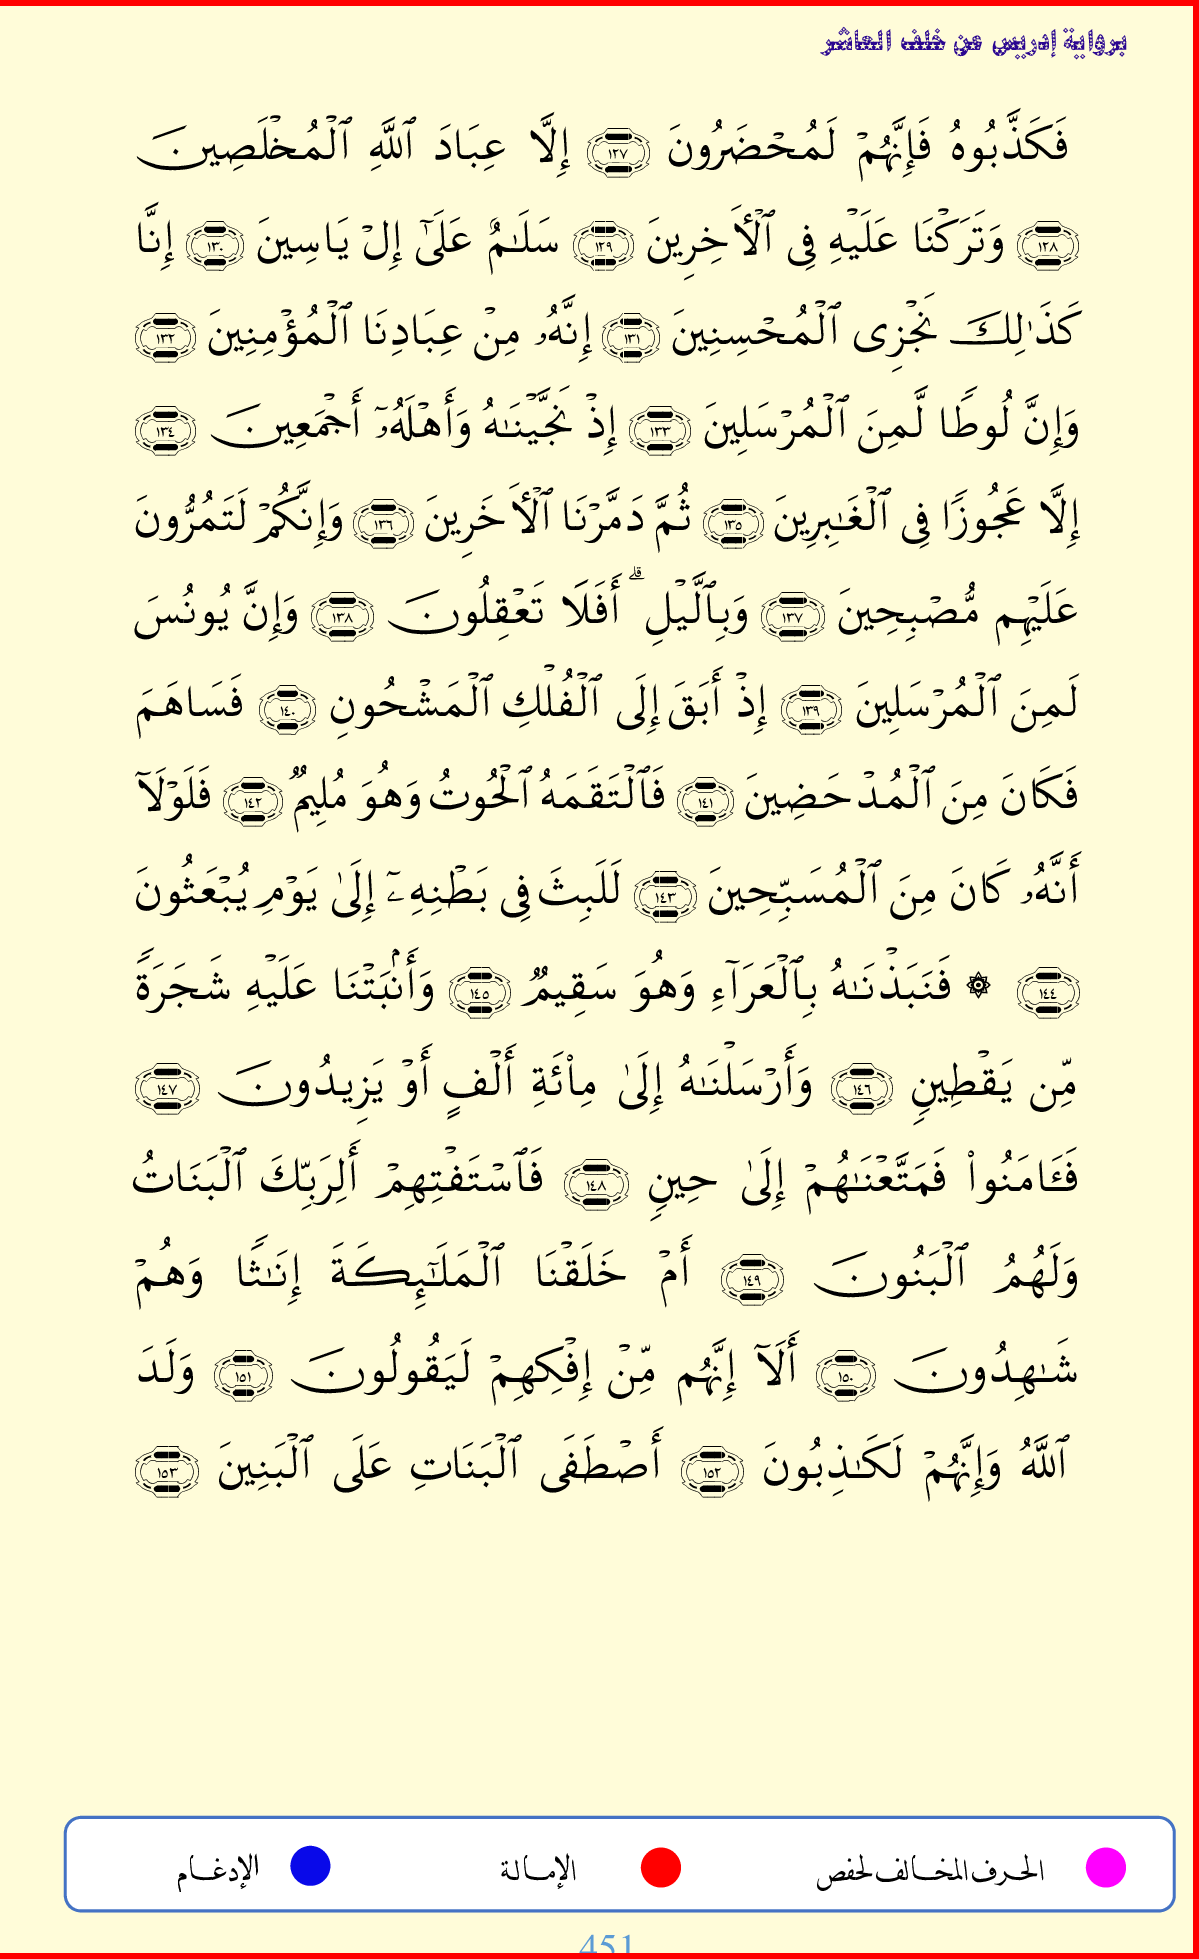 برواية إدريس عن خلف العاشر
فَكَذَّبُوهُ فَإِنَّهُمۡ لَمُحۡضَرُونَ ١٢٧ إِلَّا عِبَادَ ٱللَّهِ ٱلۡمُخۡلَصِينَ
١٢٨ وَتَرَكۡنَا عَلَيۡهِ فِي ٱلۡأَخِرِينَ ١٢٩ سَلَٰمٌ عَلَىٰٓ إِلۡ يَاسِينَ ١٣٠ إِنَّا
كَذَٰلِكَ نَجۡزِي ٱلۡمُحۡسِنِينَ ١٣١ إِنَّهُۥ مِنۡ عِبَادِنَا ٱلۡمُؤۡمِنِينَ ١٣٢
وَإِنَّ لُوطٗا لَّمِنَ ٱلۡمُرۡسَلِينَ ١٣٣ إِذۡ نَجَّيۡنَٰهُ وَأَهۡلَهُۥٓ أَجۡمَعِينَ ١٣٤
إِلَّا عَجُوزٗا فِي ٱلۡغَٰبِرِينَ ١٣٥ ثُمَّ دَمَّرۡنَا ٱلۡأَخَرِينَ ١٣٦ وَإِنَّكُمۡ لَتَمُرُّونَ
عَلَيۡهِم مُّصۡبِحِينَ ١٣٧ وَبِٱلَّيۡلِۗ أَفَلَا تَعۡقِلُونَ ١٣٨ وَإِنَّ يُونُسَ
لَمِنَ ٱلۡمُرۡسَلِينَ ١٣٩ إِذۡ أَبَقَ إِلَى ٱلۡفُلۡكِ ٱلۡمَشۡحُونِ ١٤٠ فَسَاهَمَ
فَكَانَ مِنَ ٱلۡمُدۡحَضِينَ ١٤١ فَٱلۡتَقَمَهُ ٱلۡحُوتُ وَهُوَ مُلِيمٞ ١٤٢ فَلَوۡلَآ
أَنَّهُۥ كَانَ مِنَ ٱلۡمُسَبِّحِينَ ١٤٣ لَلَبِثَ فِي بَطۡنِهِۦٓ إِلَىٰ يَوۡمِ يُبۡعَثُونَ
١٤٤ ۞ فَنَبَذۡنَٰهُ بِٱلۡعَرَآءِ وَهُوَ سَقِيمٞ ١٤٥ وَأَنۢبَتۡنَا عَلَيۡهِ شَجَرَةٗ
مِّن يَقۡطِينٖ ١٤٦ وَأَرۡسَلۡنَٰهُ إِلَىٰ مِاْئَةِ أَلۡفٍ أَوۡ يَزِيدُونَ ١٤٧
فَـَٔامَنُواْ فَمَتَّعۡنَٰهُمۡ إِلَىٰ حِينٖ ١٤٨ فَٱسۡتَفۡتِهِمۡ أَلِرَبِّكَ ٱلۡبَنَاتُ
وَلَهُمُ ٱلۡبَنُونَ ١٤٩ أَمۡ خَلَقۡنَا ٱلۡمَلَٰٓئِكَةَ إِنَٰثٗا وَهُمۡ
شَٰهِدُونَ ١٥٠ أَلَآ إِنَّهُم مِّنۡ إِفۡكِهِمۡ لَيَقُولُونَ ١٥١ وَلَدَ
ٱللَّهُ وَإِنَّهُمۡ لَكَٰذِبُونَ ١٥٢ أَصۡطَفَى ٱلۡبَنَاتِ عَلَى ٱلۡبَنِينَ ١٥٣
الحرف المخالف لحفص الإمالة الإدغام
451